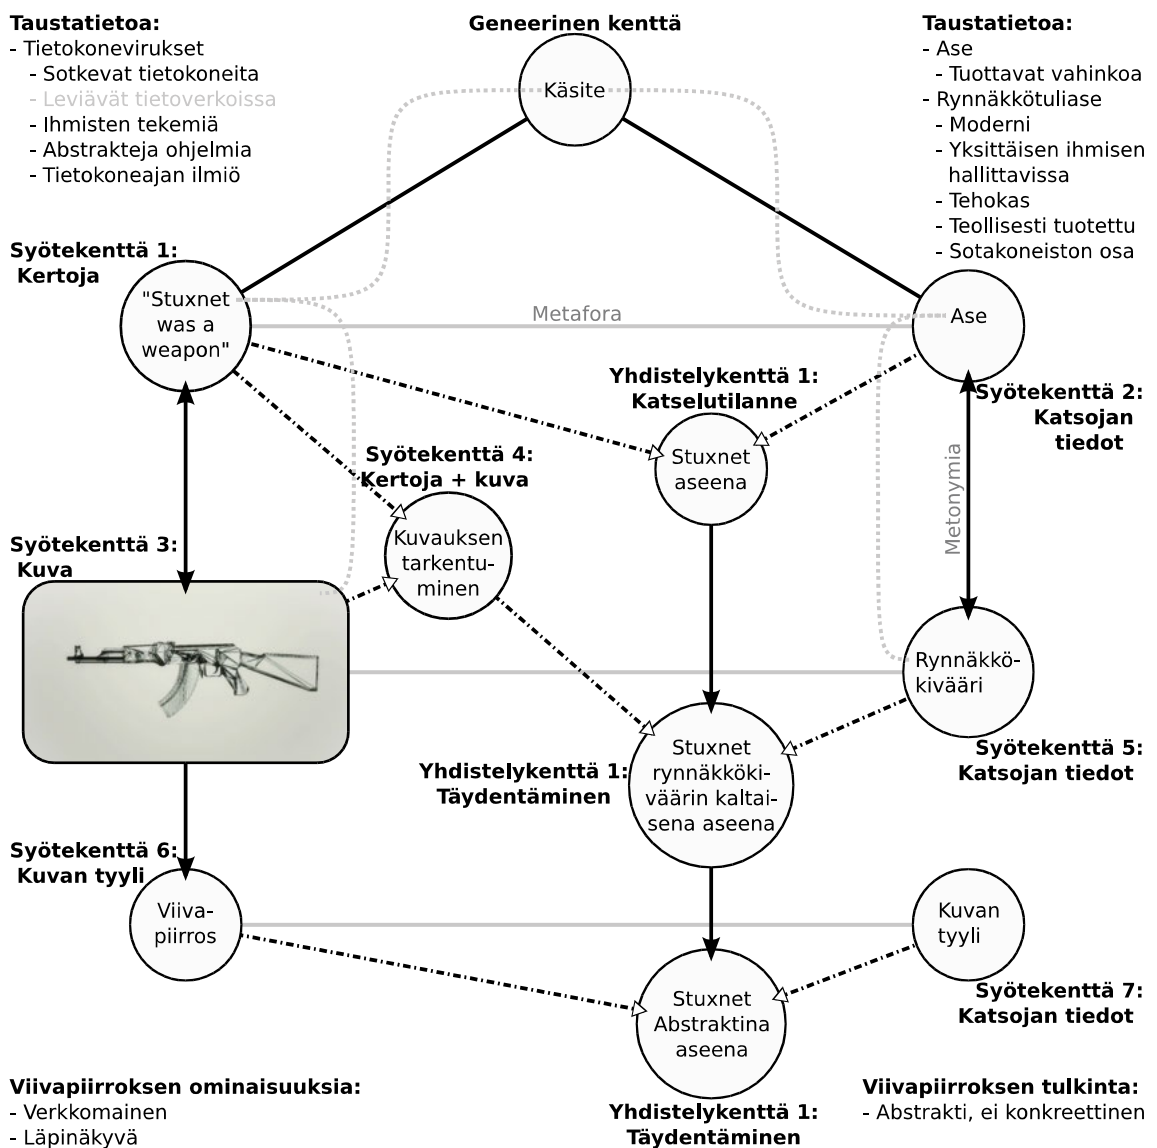 Taustatietoa:
- Tietokonevirukset
- Sotkevat tietokoneita
- Leviävät tietoverkoissa
- Ihmisten tekemiä
- Abstrakteja ohjelmia
- Tietokoneajan ilmiö
Geneerinen kenttä
Käsite
Taustatietoa:
- Ase
- Tuottavat vahinkoa
- Rynnäkkötuliase
- Moderni
- Yksittäisen ihmisen
hallittavissa
- Tehokas
- Teollisesti tuotettu
- Sotakoneiston osa
Syötekenttä 1:
Kertoja
"Stuxnet
was a
weapon"
Metafora
Ase
Syötekenttä 2:
Katsojan
tiedot
Yhdistelykenttä 1:
Katselutilanne
Stuxnet
aseena
Syötekenttä 4:
Kertoja + kuva
Kuvauksen
tarkentu-
minen
Metonymia
Syötekenttä 3:
Kuva
Rynnäkkö-
kivääri
Syötekenttä 5:
Katsojan tiedot
Yhdistelykenttä 1:
Täydentäminen
Stuxnet
rynnäkköki-
väärin kaltai-
sena aseena
Syötekenttä 6:
Kuvan tyyli
Viiva-
piirros
Kuvan
tyyli
Syötekenttä 7:
Katsojan tiedot
Stuxnet
Abstraktina
aseena
Yhdistelykenttä 1:
Täydentäminen
Viivapiirroksen ominaisuuksia:
- Verkkomainen
- Läpinäkyvä
Viivapiirroksen tulkinta:
- Abstrakti, ei konkreettinen